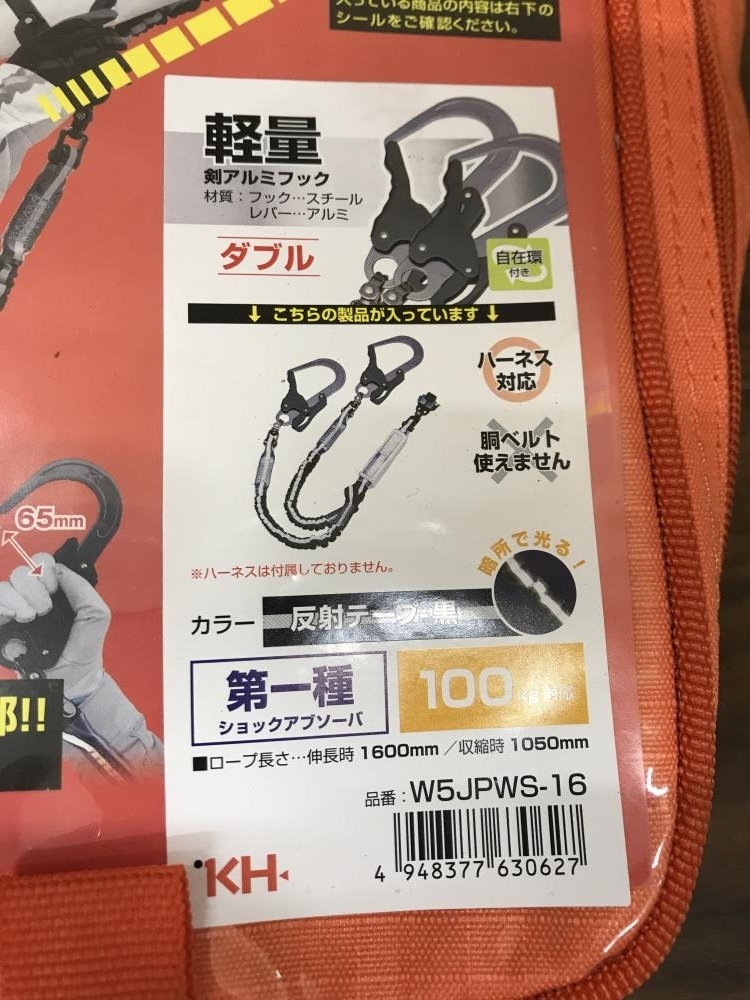 入っている商品の内容は右下の
シールをご確認ください。
軽量
剣アルミフック
材質:フック…スチール
レバー…アルミ
ダブル
自在環
付き
↓ こちらの製品が入っています ↓
ハーネス
対応
胴ベルト
使えません
65mm
※ハーネスは付属しておりません。
暗所で光る!
カラー 反射テープ・黒
第一種
ショックアブソーバ
100kg対応
!!
■ロープ長さ…伸長時 1600mm/収縮時 1050mm
品番:W5JPWS-16
KH
4 948377 630627